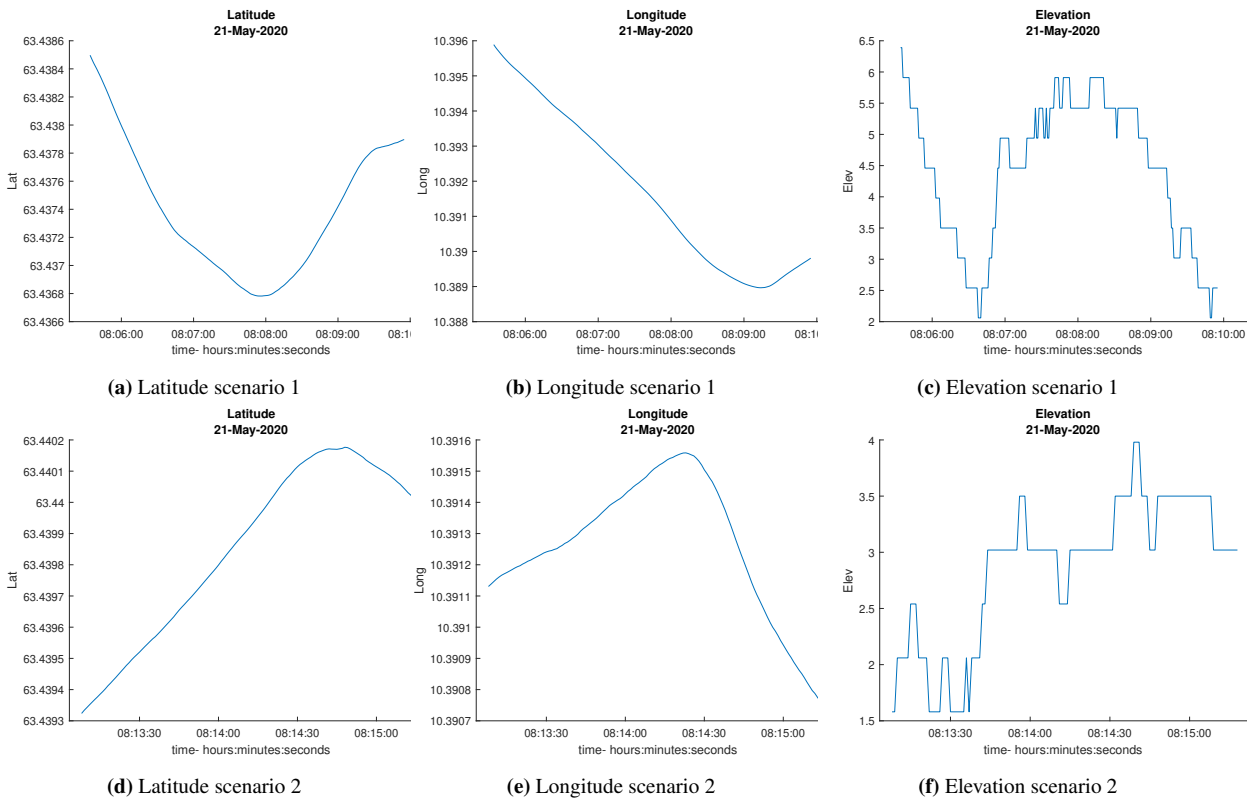 Latitude
21-May-2020
63.4386
63.4384
63.4382
63.438
63.4378
63.4376
63.4374
63.4372
63.437
63.4368
63.4366
Lat
08:06:00 08:07:00 08:08:00 08:09:00 08:10
time- hours:minutes:seconds
(a) Latitude scenario 1
Longitude
21-May-2020
10.396
10.395
10.394
10.393
10.392
10.391
10.39
10.389
10.388
Long
08:06:00 08:07:00 08:08:00 08:09:00 08:10
time- hours:minutes:seconds
(b) Longitude scenario 1
Elevation
21-May-2020
6.5
6
5.5
5
4.5
4
3.5
3
2.5
2
Elev
08:06:00 08:07:00 08:08:00 08:09:00 08:10:00
time- hours:minutes:seconds
(c) Elevation scenario 1
Latitude
21-May-2020
63.4402
63.4401
63.44
63.4399
63.4398
63.4397
63.4396
63.4395
63.4394
63.4393
Lat
08:13:30 08:14:00 08:14:30 08:15:00
time- hours:minutes:seconds
(d) Latitude scenario 2
Longitude
21-May-2020
10.3916
10.3915
10.3914
10.3913
10.3912
10.3911
10.391
10.3909
10.3908
10.3907
Long
08:13:30 08:14:00 08:14:30 08:15:00
time- hours:minutes:seconds
(e) Longitude scenario 2
Elevation
21-May-2020
4
3.5
3
2.5
2
1.5
Elev
08:13:30 08:14:00 08:14:30 08:15:00
time- hours:minutes:seconds
(f) Elevation scenario 2